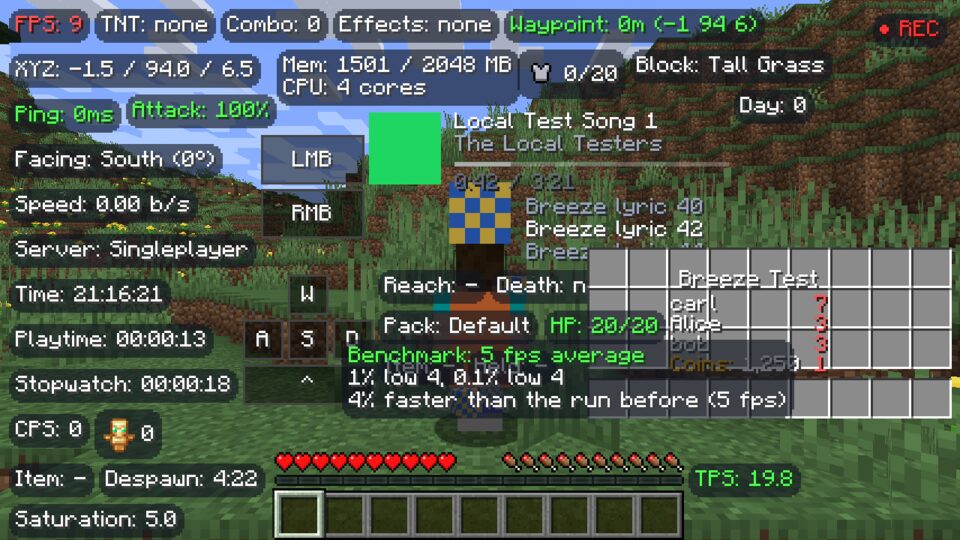 FPS: 9
TNT: none
Combo: 0
Effects: none
Waypoint: 0m (-1 94 6)
REC
XYZ: -1.5 / 94.0 / 6.5
Mem: 1501 / 2048 MB
CPU: 4 cores
0/20
Block: Tall Grass
Day: 0
Ping: 0ms
Attack: 100%
Local Test Song 1
The Local Testers
0:42 / 3:21
Facing: South (0°)
LMB
RMB
Speed: 0.00 b/s
Breeze lyric 40
Breeze lyric 42
Server: Singleplayer
Breeze Test
carl 7
Alice 3
bob 3
Coins: 1,250 1
Reach: -
Death: n
Time: 21:16:21
W
A
S
D
^
Pack: Default
HP: 20/20
Playtime: 00:00:13
Benchmark: 5 fps average
1% low 4, 0.1% low 4
4% faster than the run before (5 fps)
Stopwatch: 00:00:18
CPS: 0
0
Item: -
Despawn: 4:22
TPS: 19.8
Saturation: 5.0